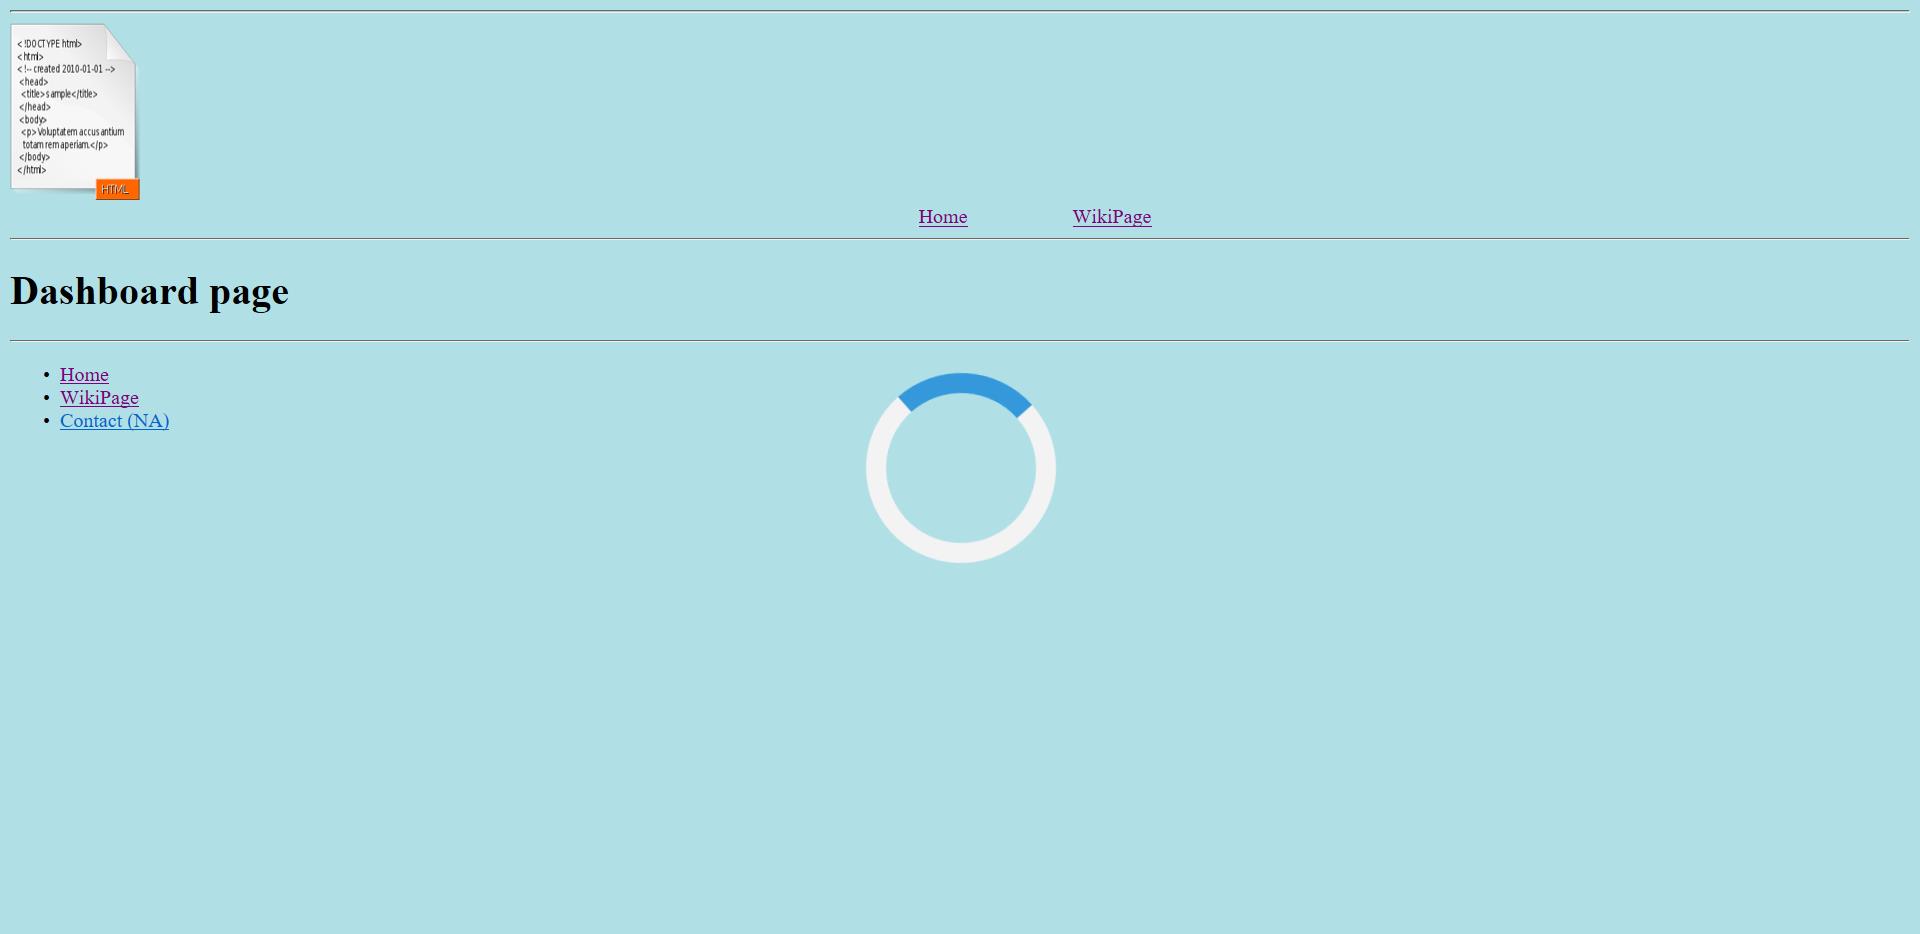 <!DOCTYPE html>
<html>
<!-- created 2010-01-01 -->
<head>
<title>sample</title>
</head>
<body>
<p>Voluptatem accusantium
totam rem aperiam.</p>
</body>
</html>
HTML
Home WikiPage
Dashboard page
• Home
• WikiPage
• Contact (NA)